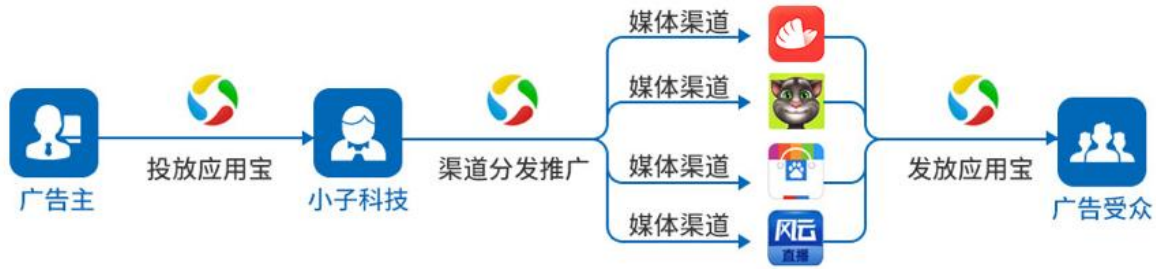 广告主
投放应用宝
小子科技
渠道分发推广
媒体渠道
媒体渠道
媒体渠道
媒体渠道
风云
直播
发放应用宝
广告受众